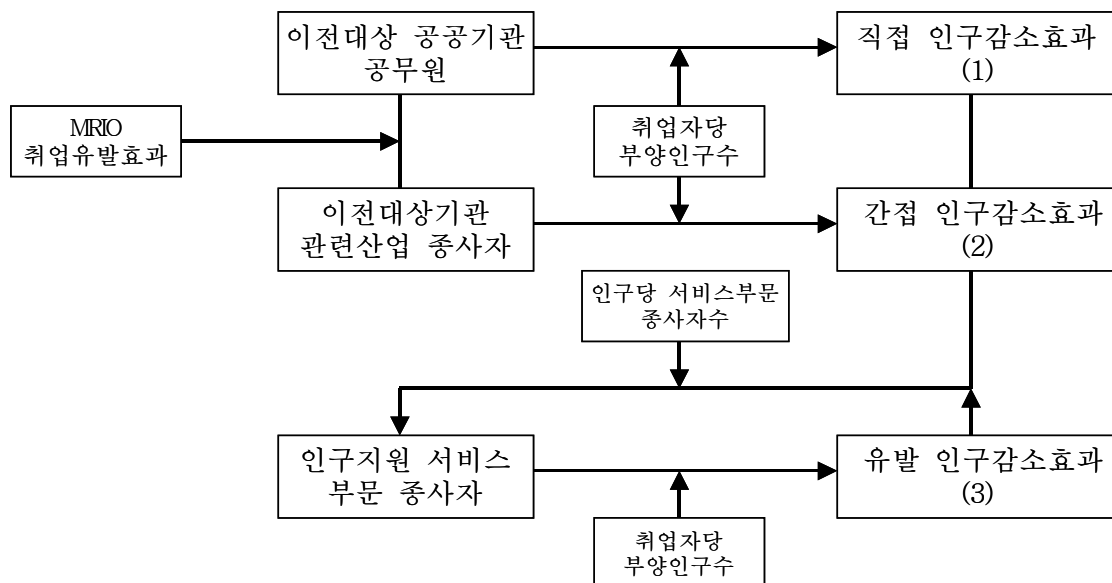 이전대상 공공기관
공무원
직접 인구감소효과
(1)
MRIO
취업유발효과
취업자당
부양인구수
이전대상기관
관련산업 종사자
간접 인구감소효과
(2)
인구당 서비스부문
종사자수
인구지원 서비스
부문 종사자
유발 인구감소효과
(3)
취업자당
부양인구수